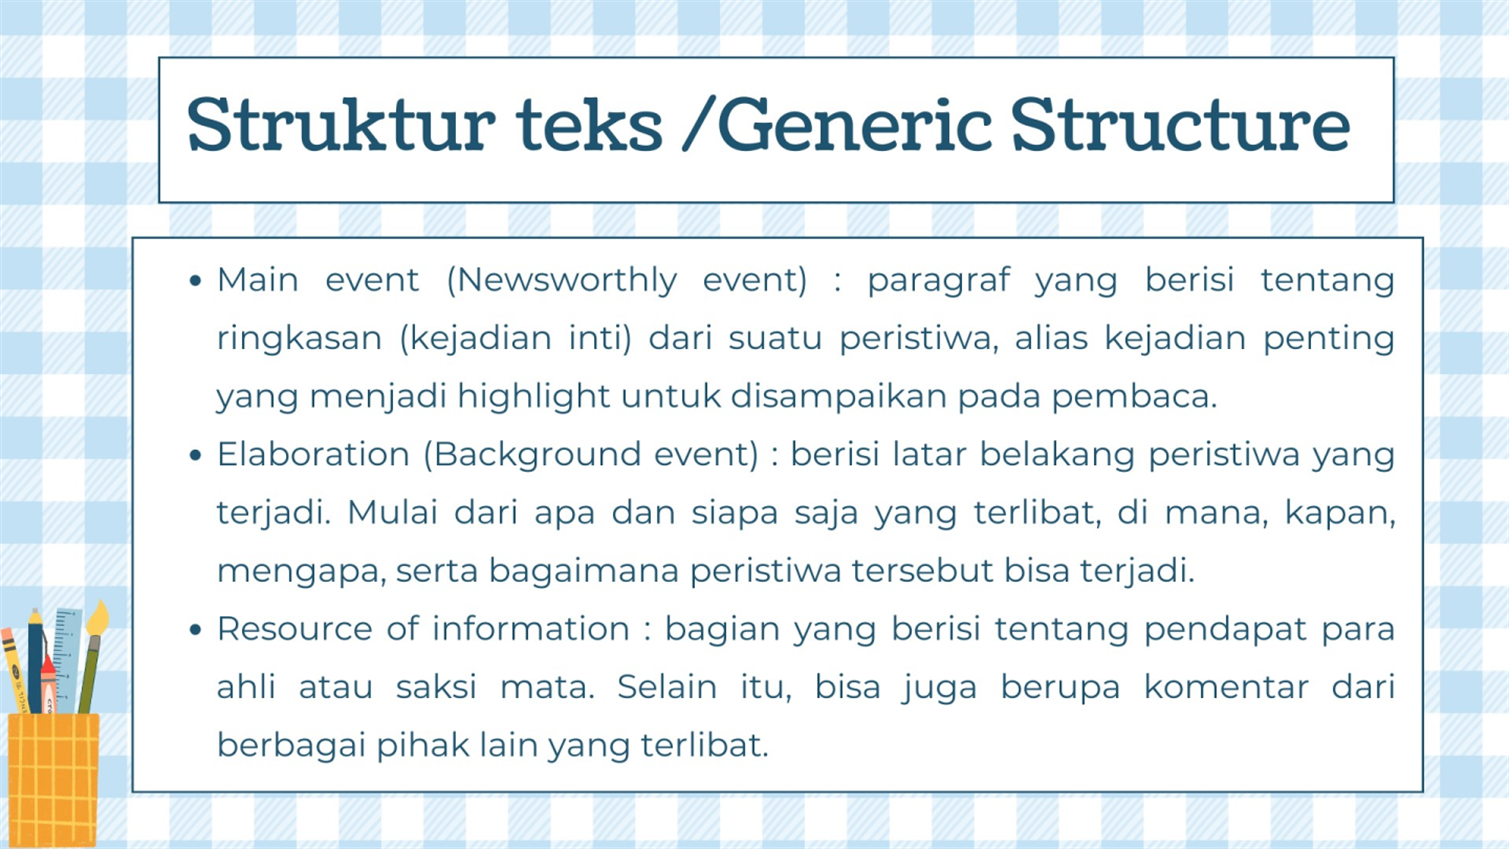 Struktur teks /Generic Structure
• Main event (Newsworthly event) : paragraf yang berisi tentang
ringkasan (kejadian inti) dari suatu peristiwa, alias kejadian penting
yang menjadi highlight untuk disampaikan pada pembaca.
• Elaboration (Background event) : berisi latar belakang peristiwa yang
terjadi. Mulai dari apa dan siapa saja yang terlibat, di mana, kapan,
mengapa, serta bagaimana peristiwa tersebut bisa terjadi.
• Resource of information : bagian yang berisi tentang pendapat para
ahli atau saksi mata. Selain itu, bisa juga berupa komentar dari
berbagai pihak lain yang terlibat.